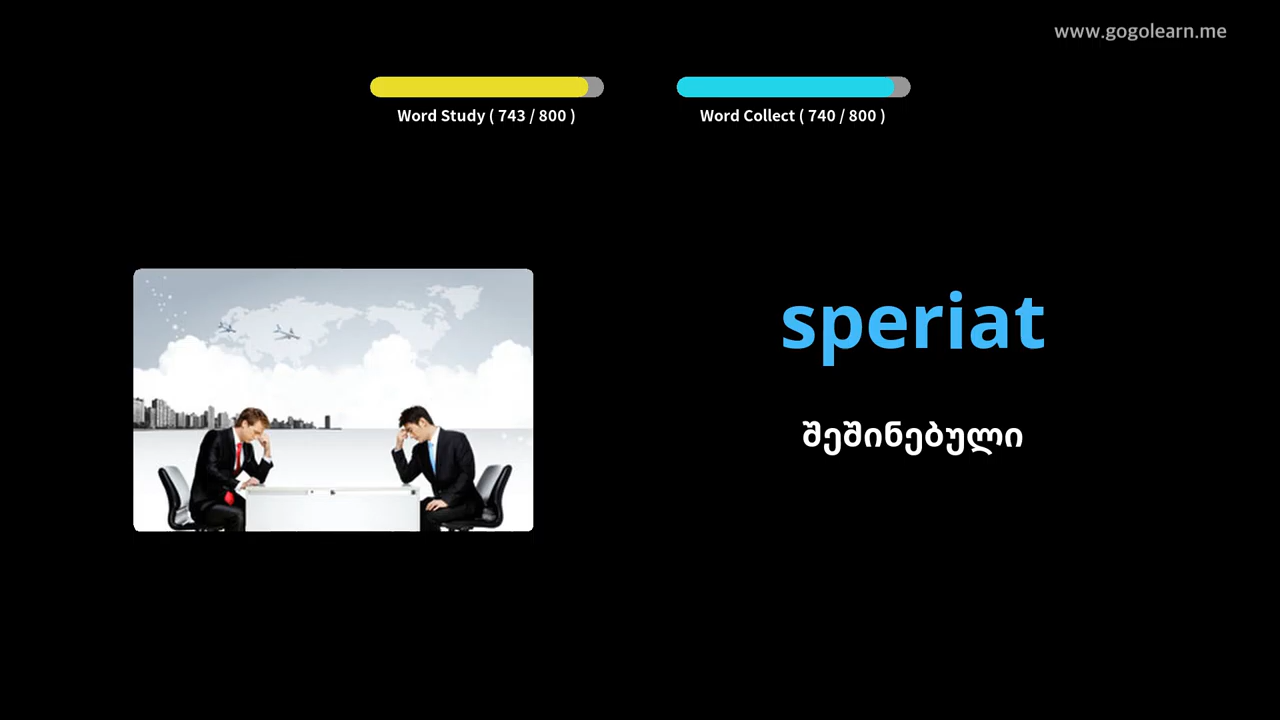 www.gogolearn.me
Word Study ( 743 / 800 )
Word Collect ( 740 / 800 )
speriat
შეშინებული